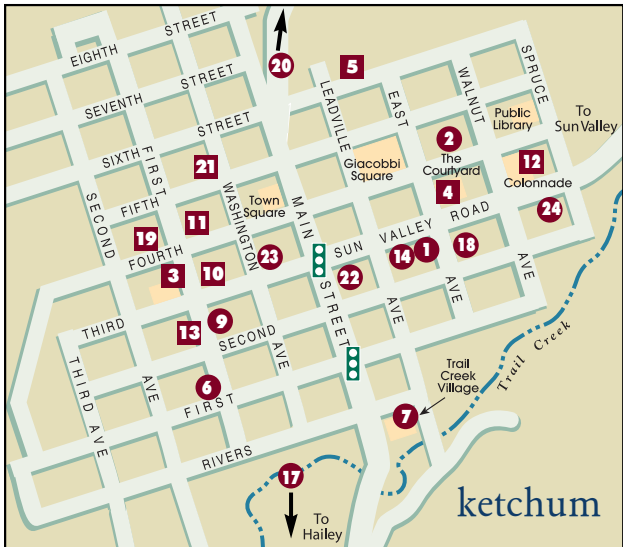 EIGHTH STREET
20
5
SEVENTH STREET
LEADVILLE
EAST AVE
WALNUT AVE
SPRUCE AVE
Public
Library
To
Sun Valley
SIXTH STREET
2
The
Courtyard
Giacobbi
Square
12
Colonnade
21
FIRST AVE
WASHINGTON AVE
MAIN STREET
4
Town
Square
FIFTH
SECOND AVE
11
19
24
SUN VALLEY ROAD
FOURTH
23
14
1
18
3
10
22
THIRD
9
13
SECOND
THIRD AVE
6
FIRST
Trail
Creek
Village
Trail Creek
7
RIVERS
17
To
Hailey
ketchum